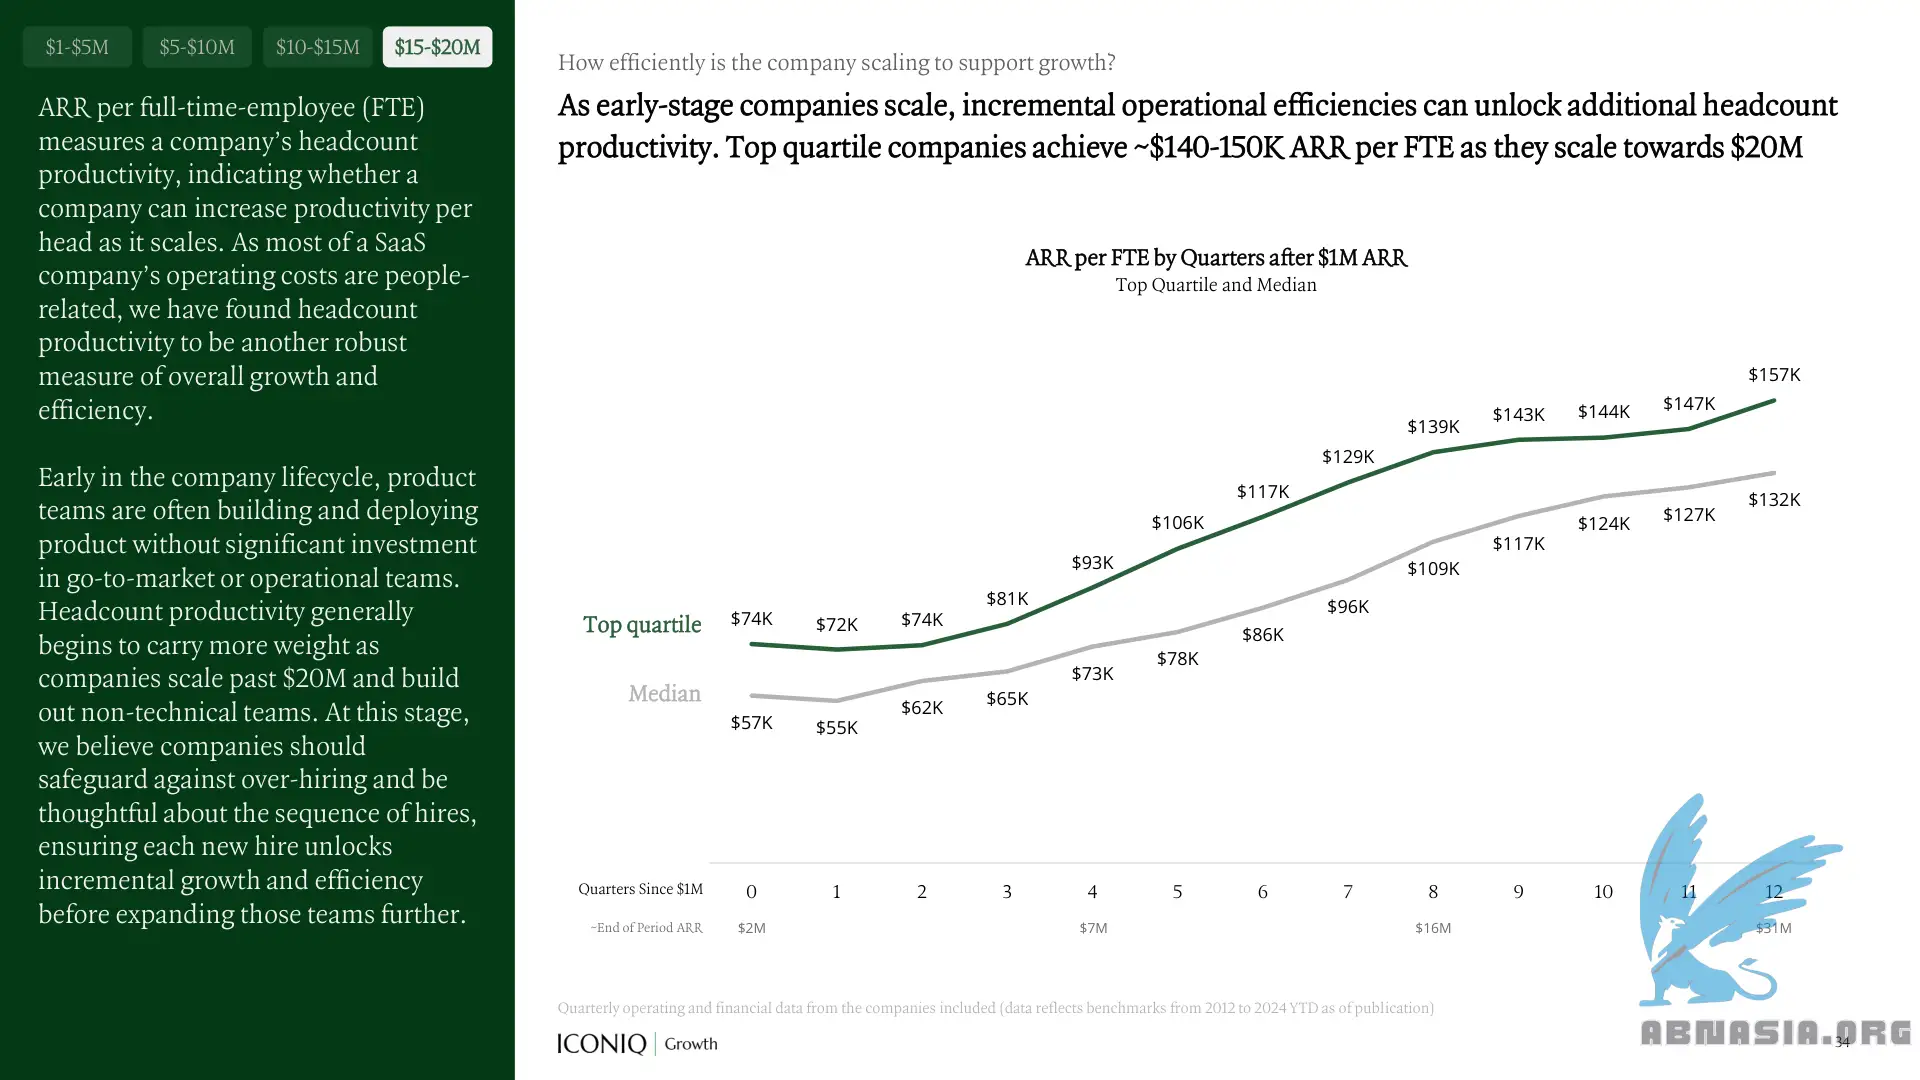 $1-$5M
$5-$10M
$10-$15M
$15-$20M
ARR per full-time-employee (FTE)
measures a company’s headcount
productivity, indicating whether a
company can increase productivity per
head as it scales. As most of a SaaS
company’s operating costs are people-
related, we have found headcount
productivity to be another robust
measure of overall growth and
efficiency.
Early in the company lifecycle, product
teams are often building and deploying
product without significant investment
in go-to-market or operational teams.
Headcount productivity generally
begins to carry more weight as
companies scale past $20M and build
out non-technical teams. At this stage,
we believe companies should
safeguard against over-hiring and be
thoughtful about the sequence of hires,
ensuring each new hire unlocks
incremental growth and efficiency
before expanding those teams further.
How efficiently is the company scaling to support growth?
As early-stage companies scale, incremental operational efficiencies can unlock additional headcount
productivity. Top quartile companies achieve ~$140-150K ARR per FTE as they scale towards $20M
ARR per FTE by Quarters after $1M ARR
Top Quartile and Median
Top quartile
$74K $72K $74K $81K $93K $106K $117K $129K $139K $143K $144K $147K $157K
Median
$57K $55K $62K $65K $73K $78K $86K $96K $109K $117K $124K $127K $132K
Quarters Since $1M 0 1 2 3 4 5 6 7 8 9 10 11 12
~End of Period ARR $2M $7M $16M $31M
Quarterly operating and financial data from the companies included (data reflects benchmarks from 2012 to 2024 YTD as of publication)
ICONIQ | Growth
34
ABNASIA.ORG